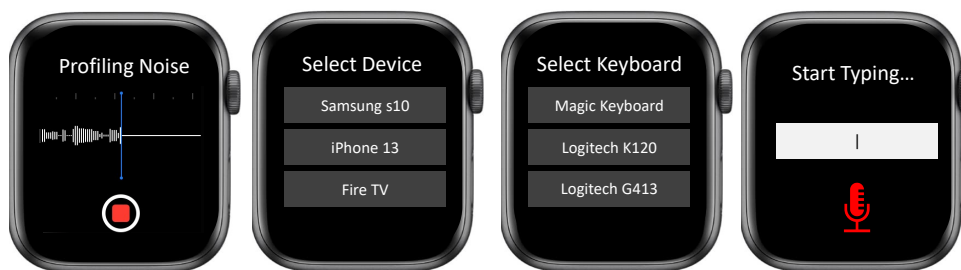 Profiling Noise
Select Device
Samsung s10
iPhone 13
Fire TV
Select Keyboard
Magic Keyboard
Logitech K120
Logitech G413
Start Typing...